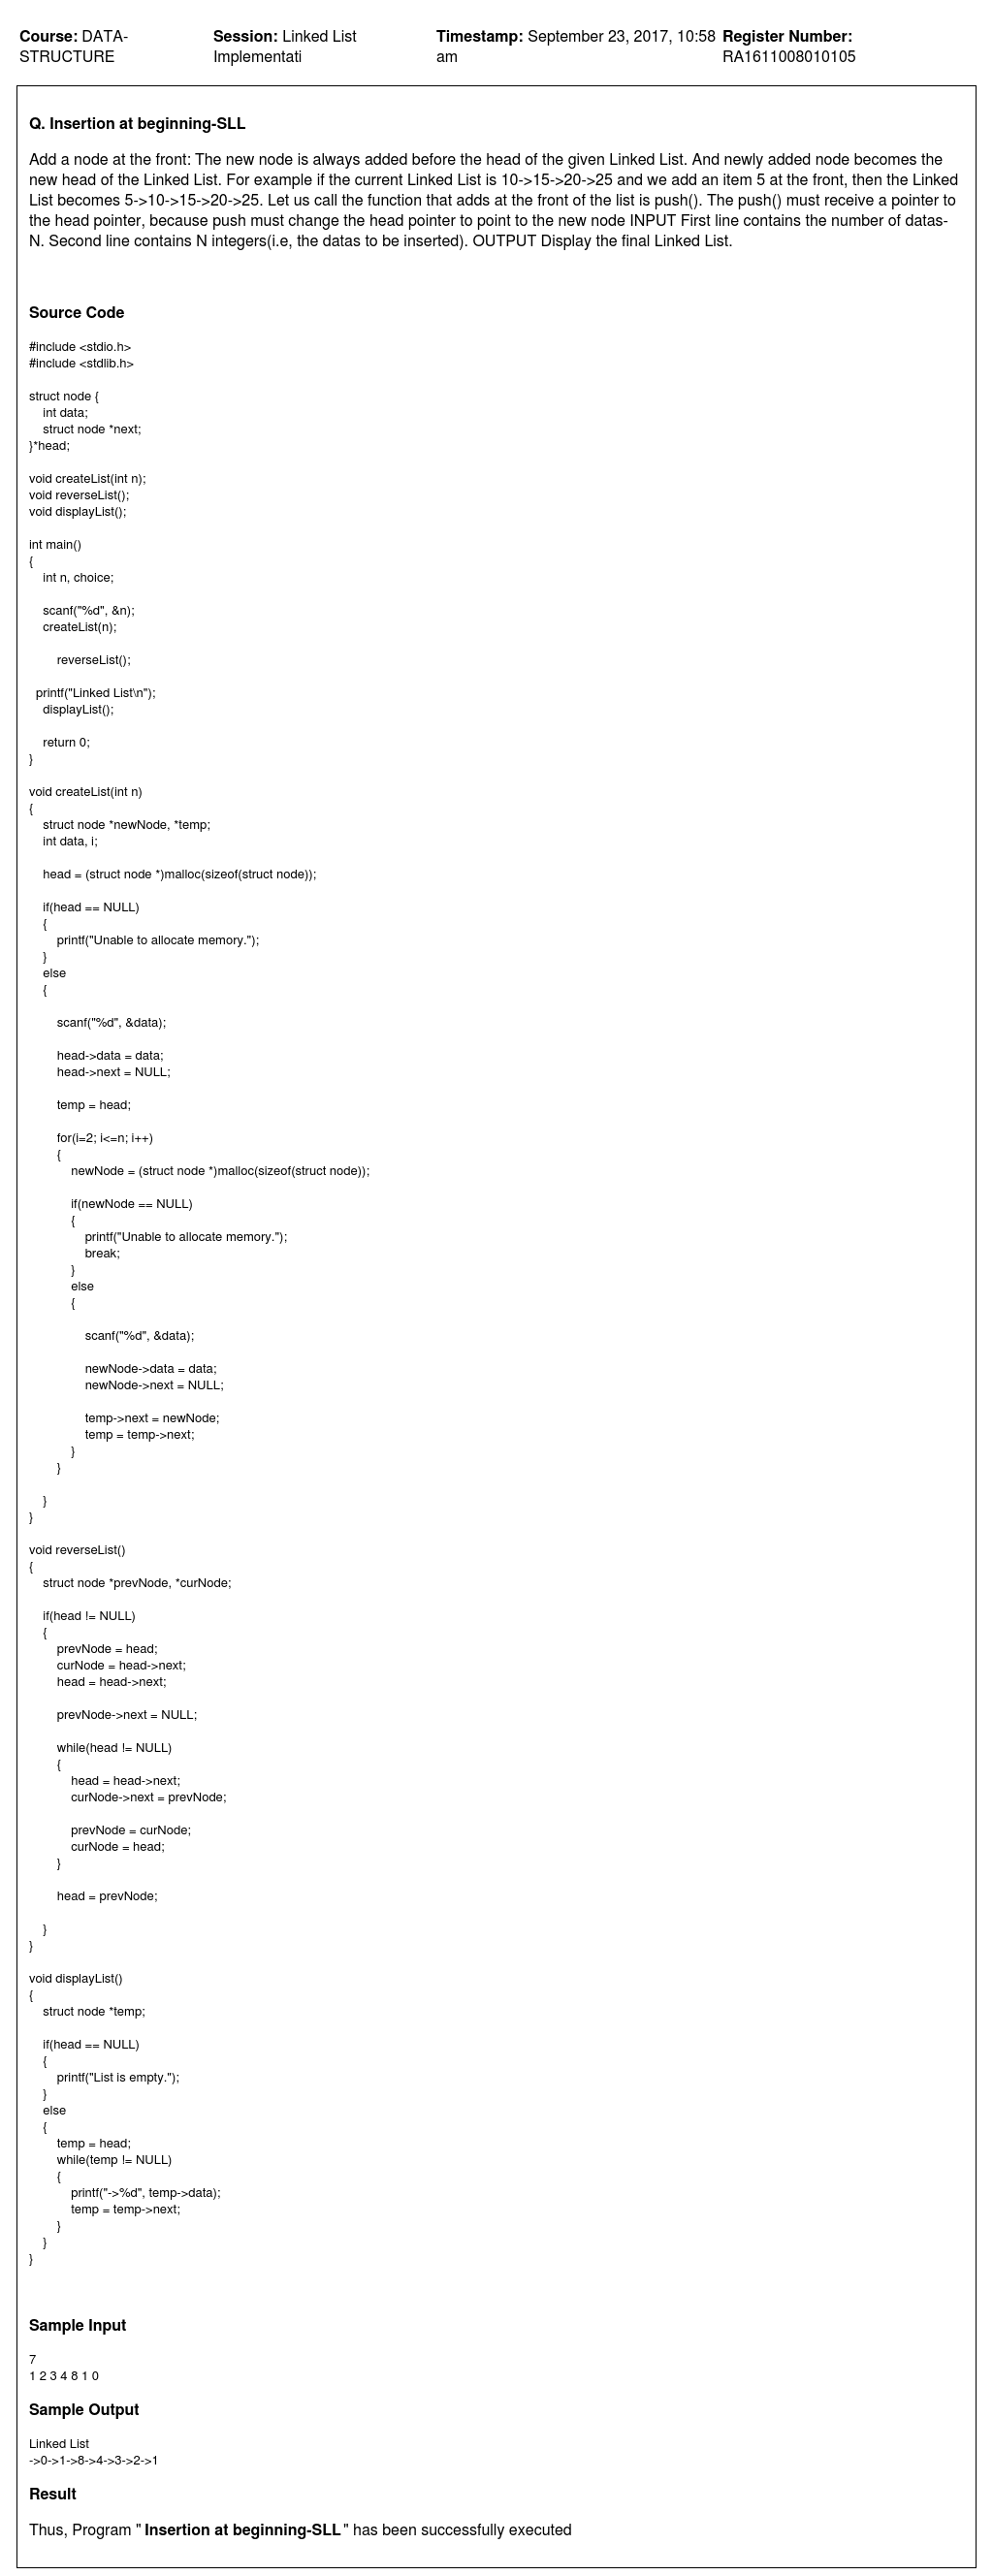 Course: DATA-STRUCTURE
Session: Linked List Implementati
Timestamp: September 23, 2017, 10:58 am
Register Number: RA1611008010105
Q. Insertion at beginning-SLL
Add a node at the front: The new node is always added before the head of the given Linked List. And newly added node becomes the
new head of the Linked List. For example if the current Linked List is 10->15->20->25 and we add an item 5 at the front, then the Linked
List becomes 5->10->15->20->25. Let us call the function that adds at the front of the list is push(). The push() must receive a pointer to
the head pointer, because push must change the head pointer to point to the new node INPUT First line contains the number of datas-
N. Second line contains N integers(i.e, the datas to be inserted). OUTPUT Display the final Linked List.
Source Code
#include <stdio.h>
#include <stdlib.h>
struct node {
    int data;
    struct node *next;
}*head;
void createList(int n);
void reverseList();
void displayList();
int main()
{
    int n, choice;
    scanf("%d", &n);
    createList(n);
        reverseList();
  printf("Linked List\n");
    displayList();
    return 0;
}
void createList(int n)
{
    struct node *newNode, *temp;
    int data, i;
    head = (struct node *)malloc(sizeof(struct node));
    if(head == NULL)
    {
        printf("Unable to allocate memory.");
    }
    else
    {
        scanf("%d", &data);
        head->data = data;
        head->next = NULL;
        temp = head;
        for(i=2; i<=n; i++)
        {
            newNode = (struct node *)malloc(sizeof(struct node));
            if(newNode == NULL)
            {
                printf("Unable to allocate memory.");
                break;
            }
            else
            {
                scanf("%d", &data);
                newNode->data = data;
                newNode->next = NULL;
                temp->next = newNode;
                temp = temp->next;
            }
        }
    }
}
void reverseList()
{
    struct node *prevNode, *curNode;
    if(head != NULL)
    {
        prevNode = head;
        curNode = head->next;
        head = head->next;
        prevNode->next = NULL;
        while(head != NULL)
        {
            head = head->next;
            curNode->next = prevNode;
            prevNode = curNode;
            curNode = head;
        }
        head = prevNode;
    }
}
void displayList()
{
    struct node *temp;
    if(head == NULL)
    {
        printf("List is empty.");
    }
    else
    {
        temp = head;
        while(temp != NULL)
        {
            printf("->%d", temp->data);
            temp = temp->next;
        }
    }
}
Sample Input
7
1 2 3 4 8 1 0
Sample Output
Linked List
->0->1->8->4->3->2->1
Result
Thus, Program " Insertion at beginning-SLL " has been successfully executed